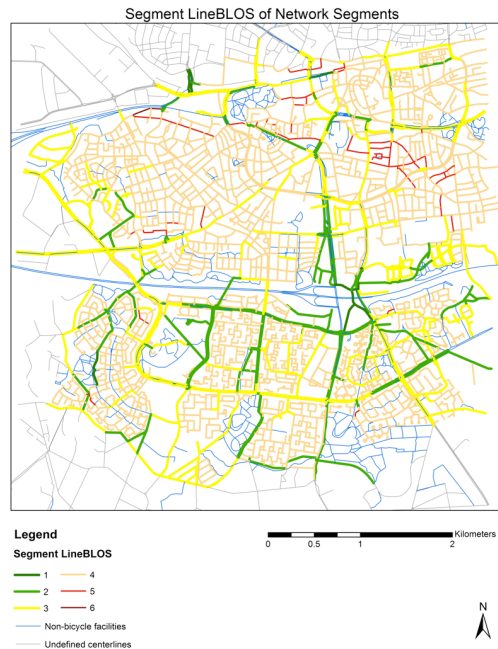 Segment LineBLOS of Network Segments
Legend
Segment LineBLOS
1 4
2 5
3 6
Non-bicycle facilities
Undefined centerlines
Kilometers
0 0.5 1 2
N